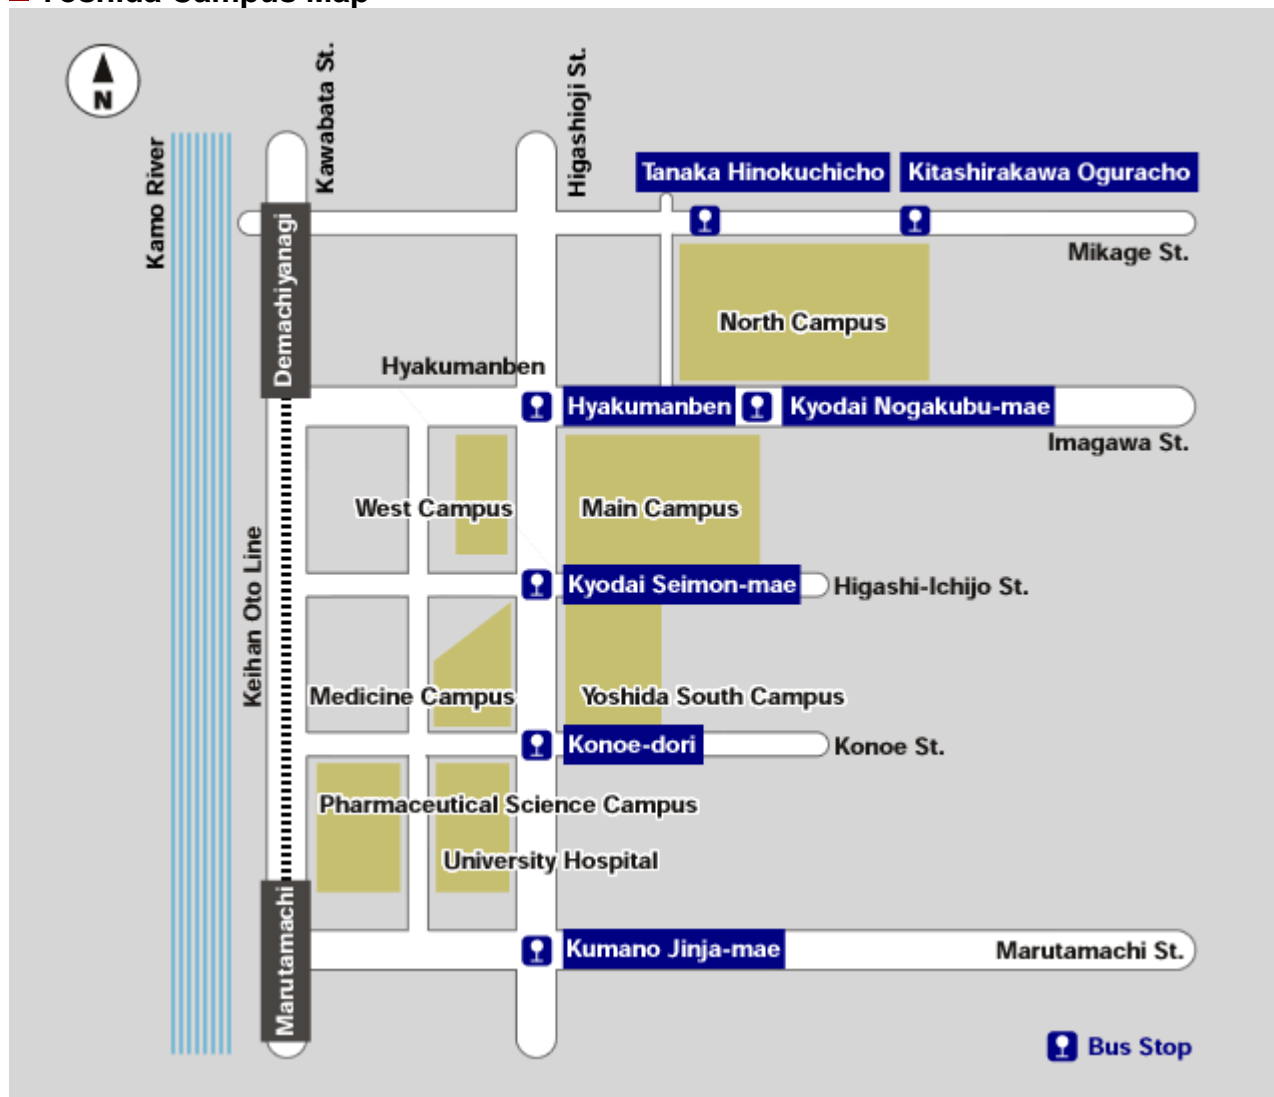 Yoshida Campus Map
N
Kamo River
Kawabata St.
Higashioji St.
Tanaka Hinokuchicho
Kitashirakawa Oguracho
Mikage St.
Demachiyanagi
North Campus
Hyakumanben
Hyakumanben
Kyodai Nogakubu-mae
Imagawa St.
West Campus
Main Campus
Keihan Oto Line
Kyodai Seimon-mae
Higashi-Ichijo St.
Medicine Campus
Yoshida South Campus
Konoe-dori
Konoe St.
Pharmaceutical Science Campus
University Hospital
Marutamachi
Kumano Jinja-mae
Marutamachi St.
Bus Stop